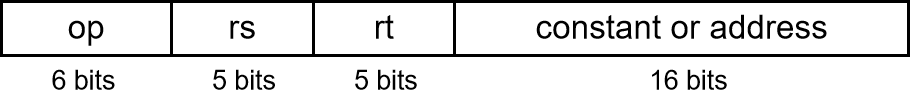 op rs rt constant or address
6 bits 5 bits 5 bits 16 bits